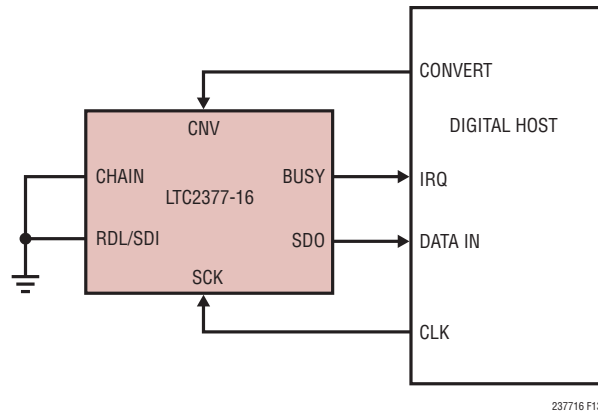 CONVERT
CNV
DIGITAL HOST
CHAIN
BUSY
IRQ
LTC2377-16
RDL/SDI
SDO
DATA IN
SCK
CLK